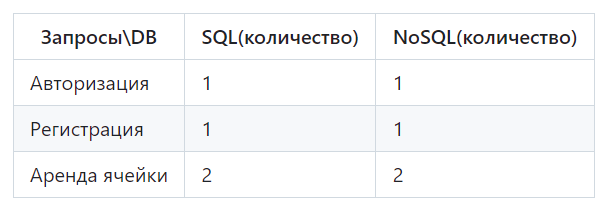 Запросы\DB SQL(количество) NoSQL(количество)
Авторизация 1 1
Регистрация 1 1
Аренда ячейки 2 2